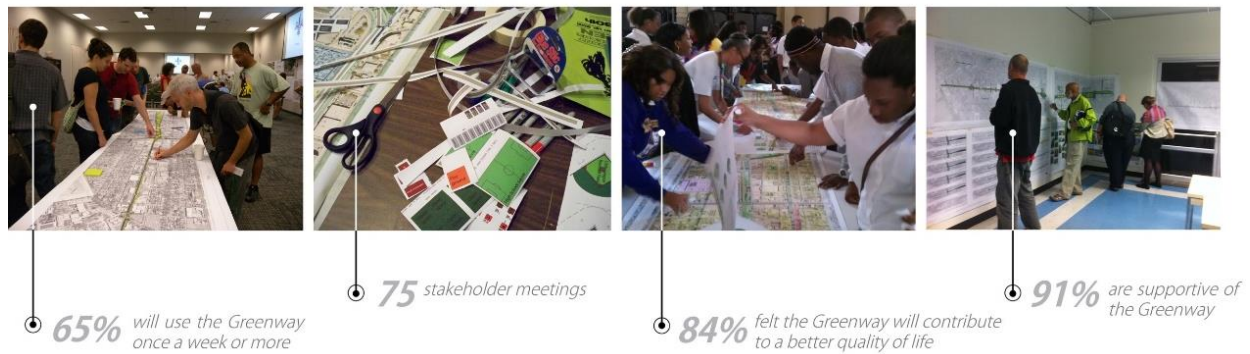 65% will use the Greenway
once a week or more
75 stakeholder meetings
84% felt the Greenway will contribute
to a better quality of life
91% are supportive of
the Greenway